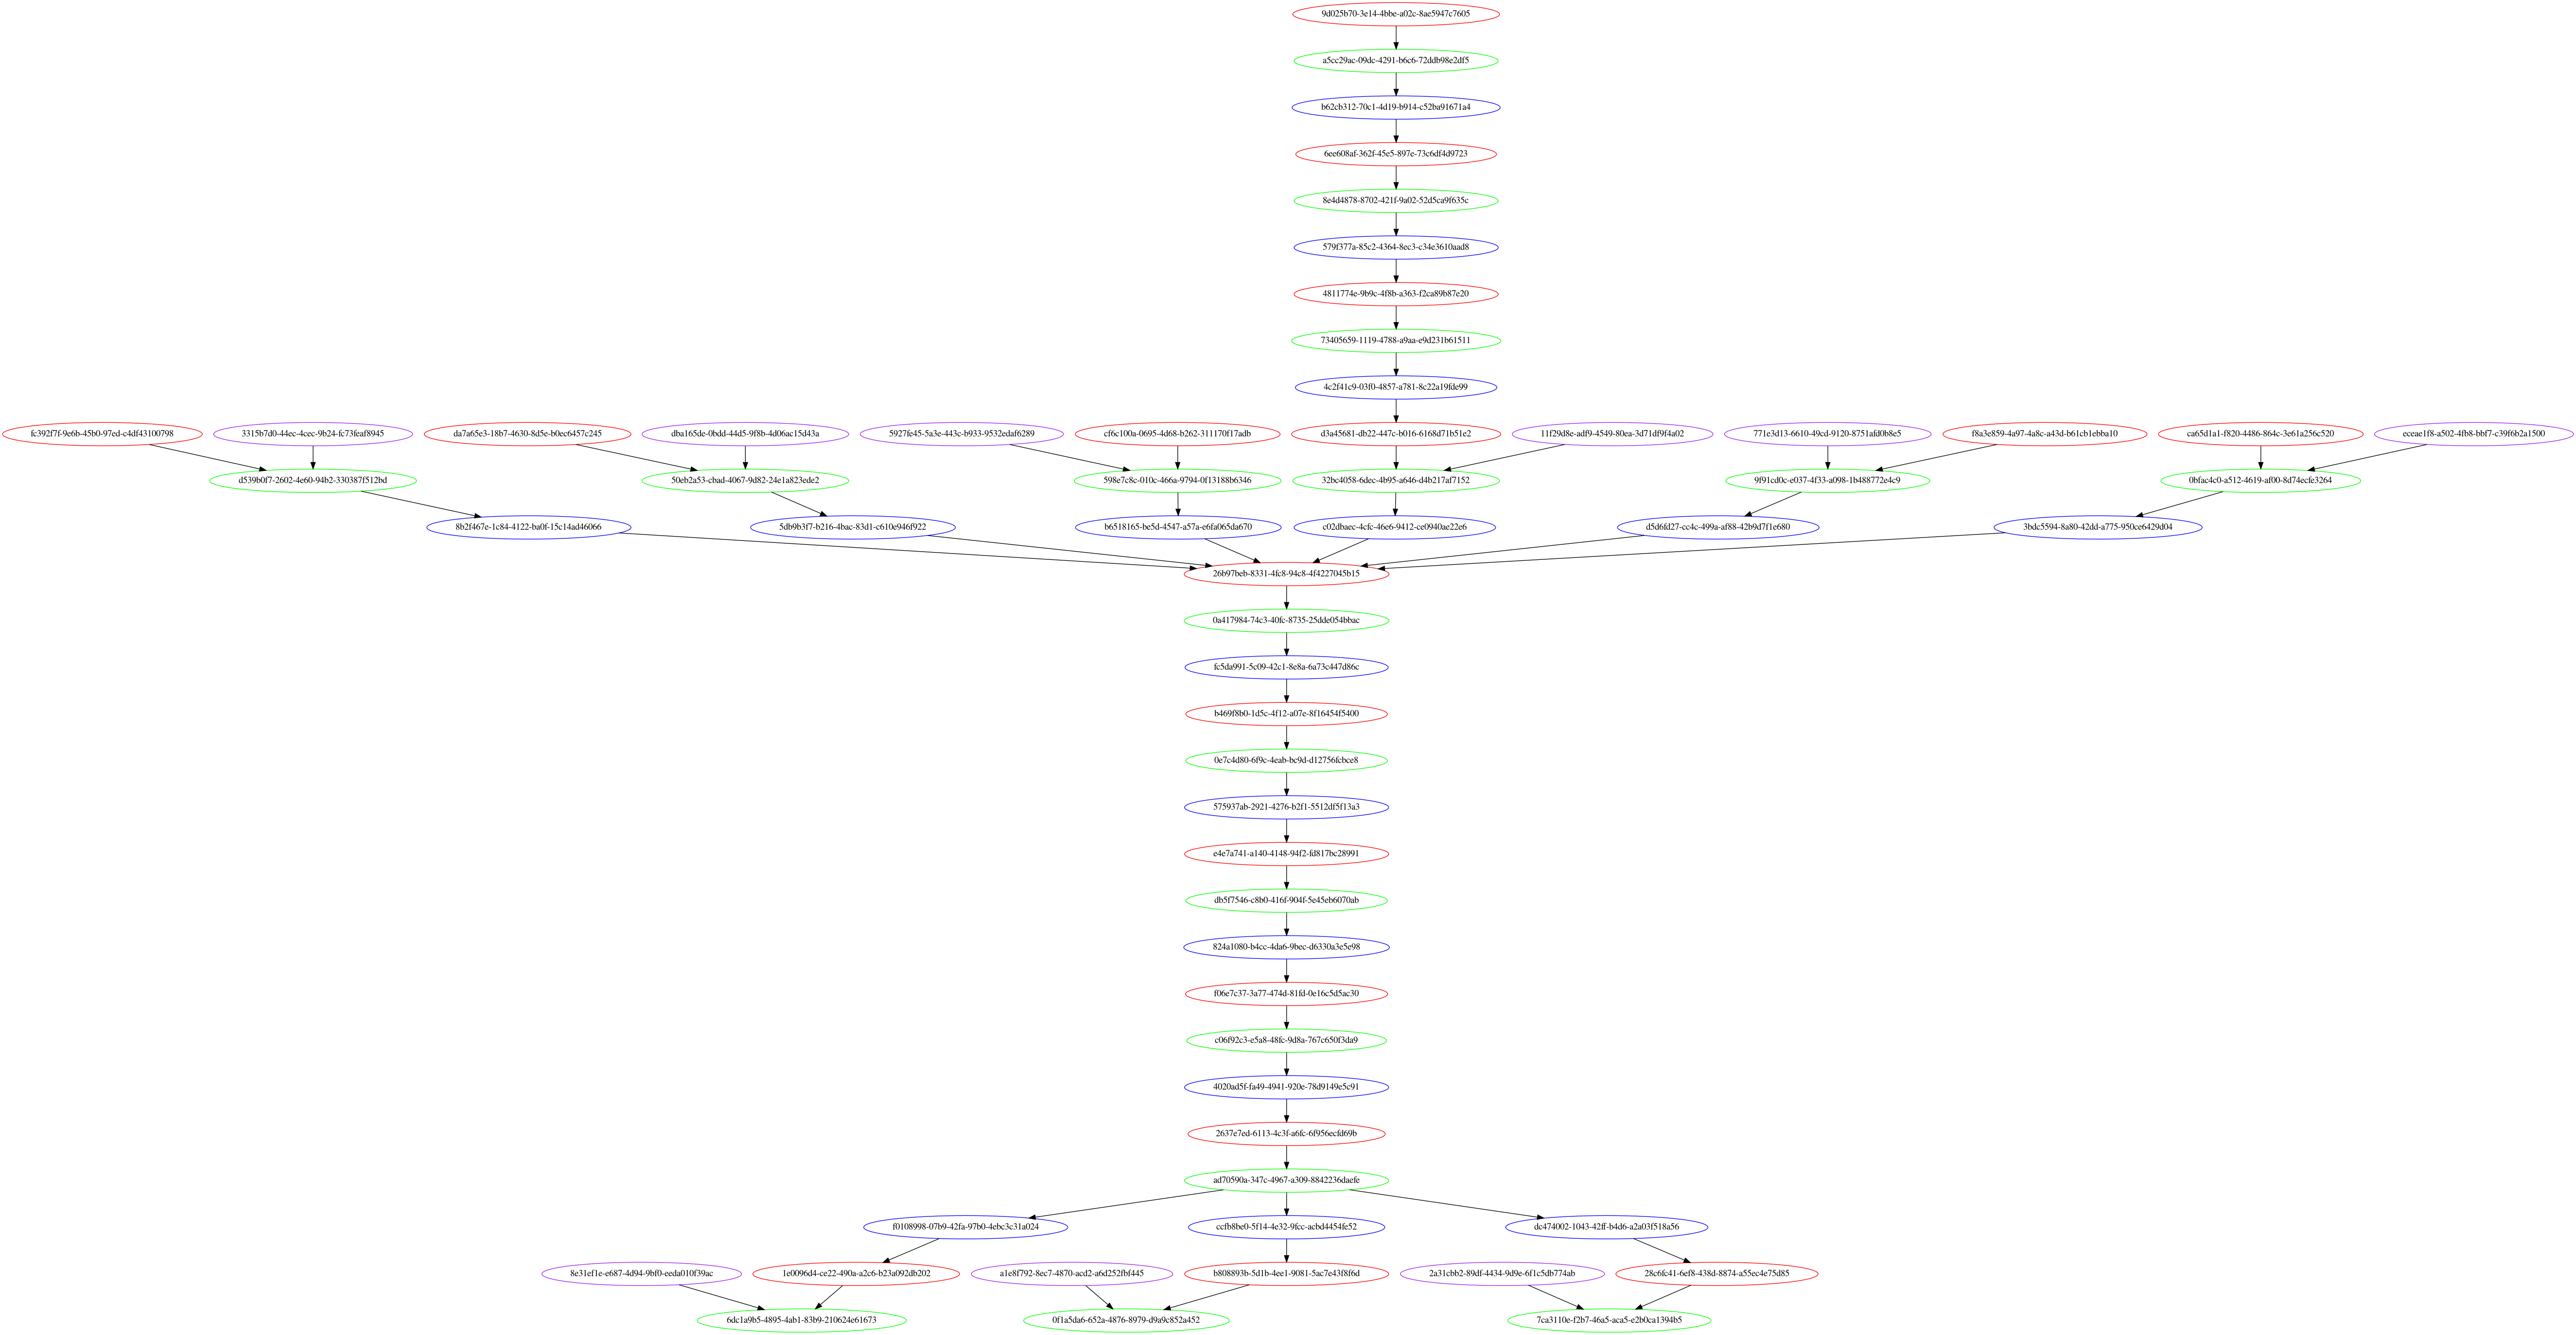 9d025b70-3e14-4bbe-a02c-8ae5947c7605
a5cc29ac-09dc-4291-b6c6-72ddb98e2df5
b62cb312-70c1-4d19-b914-c52ba91671a4
6ee608af-362f-45e5-897e-73c6df4d9723
8e4d4878-8702-421f-9a02-52d5ca9f635c
579f377a-85c2-4364-8ec3-c34e3610aad8
4811774e-9b9c-4f8b-a363-f2ca89b87e20
73405659-1119-4788-a9aa-e9d231b61511
4c2f41c9-03f0-4857-a781-8c22a19fde99
fc392f7f-9e6b-45b0-97ed-c4df43100798
3315b7d0-44ec-4cec-9b24-fc73feaf8945
da7a65e3-18b7-4630-8d5e-b0ec6457c245
dba165de-0bdd-44d5-9f8b-4d06ac15d43a
5927fe45-5a3e-443c-b933-9532edaf6289
cf6c100a-0695-4d68-b262-311170f17adb
d3a45681-db22-447c-b016-6168d71b51e2
11f29d8e-adf9-4549-80ea-3d71df9f4a02
771e3d13-6610-49cd-9120-8751afd0b8e5
f8a3e859-4a97-4a8c-a43d-b61cb1ebba10
ca65d1a1-f820-4486-864c-3e61a256c520
eceae1f8-a502-4fb8-bbf7-c39f6b2a1500
d539b0f7-2602-4e60-94b2-330387f512bd
50eb2a53-cbad-4067-9d82-24e1a823ede2
598e7c8c-010c-466a-9794-0f13188b6346
32bc4058-6dec-4b95-a646-d4b217af7152
9f91cd0c-e037-4f33-a098-1b488772e4c9
0bfac4c0-a512-4619-af00-8d74ecfe3264
8b2f467e-1c84-4122-ba0f-15c14ad46066
5db9b3f7-b216-4bac-83d1-c610e946f922
b6518165-be5d-4547-a57a-e6fa065da670
c02dbaec-4cfc-46e6-9412-ce0940ae22e6
d5d6fd27-cc4c-499a-af88-42b9d7f1e680
3bdc5594-8a80-42dd-a775-950ce6429d04
26b97beb-8331-4fc8-94c8-4f4227045b15
0a417984-74c3-40fc-8735-25dde054bbac
fc5da991-5c09-42c1-8e8a-6a73c447d86c
b469f8b0-1d5c-4f12-a07e-8f16454f5400
0e7c4d80-6f9c-4eab-bc9d-d12756fcbce8
575937ab-2921-4276-b2f1-5512df5f13a3
e4e7a741-a140-4148-94f2-fd817bc28991
db5f7546-c8b0-416f-904f-5e45eb6070ab
824a1080-b4cc-4da6-9bec-d6330a3e5e98
f06e7c37-3a77-474d-81fd-0e16c5d5ac30
c06f92c3-e5a8-48fc-9d8a-767c650f3da9
4020ad5f-fa49-4941-920e-78d9149e5c91
2637e7ed-6113-4c3f-a6fc-6f956ecfd69b
ad70590a-347c-4967-a309-8842236daefe
f0108998-07b9-42fa-97b0-4ebc3c31a024
ccfb8be0-5f14-4e32-9fcc-acbd4454fe52
dc474002-1043-42ff-b4d6-a2a03f518a56
8e31ef1e-e687-4d94-9bf0-eeda010f39ac
1e0096d4-ce22-490a-a2c6-b23a092db202
a1e8f792-8ec7-4870-acd2-a6d252fbf445
b808893b-5d1b-4ee1-9081-5ac7e43f8f6d
2a31cbb2-89df-4434-9d9e-6f1c5db774ab
28c6fc41-6ef8-438d-8874-a55ec4e75d85
6dc1a9b5-4895-4ab1-83b9-210624e61673
0f1a5da6-652a-4876-8979-d9a9c852a452
7ca3110e-f2b7-46a5-aca5-e2b0ca1394b5